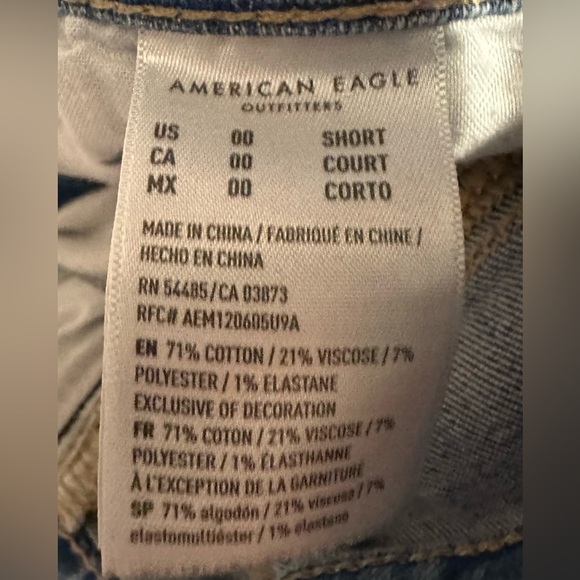 AMERICAN EAGLE
OUTFITTERS
US 00 SHORT
CA 00 COURT
MX 00 CORTO
MADE IN CHINA / FABRIQUÉ EN CHINE /
HECHO EN CHINA
RN 54485/CA 03873
RFC# AEM120605U9A
EN 71% COTTON / 21% VISCOSE / 7%
POLYESTER / 1% ELASTANE
EXCLUSIVE OF DECORATION
FR 71% COTON / 21% VISCOSE / 7%
POLYESTER / 1% ÉLASTHANNE
À L'EXCEPTION DE LA GARNITURE
SP 71% algodón / 21% viscosa / 7%
elastomultiéster / 1% elastano